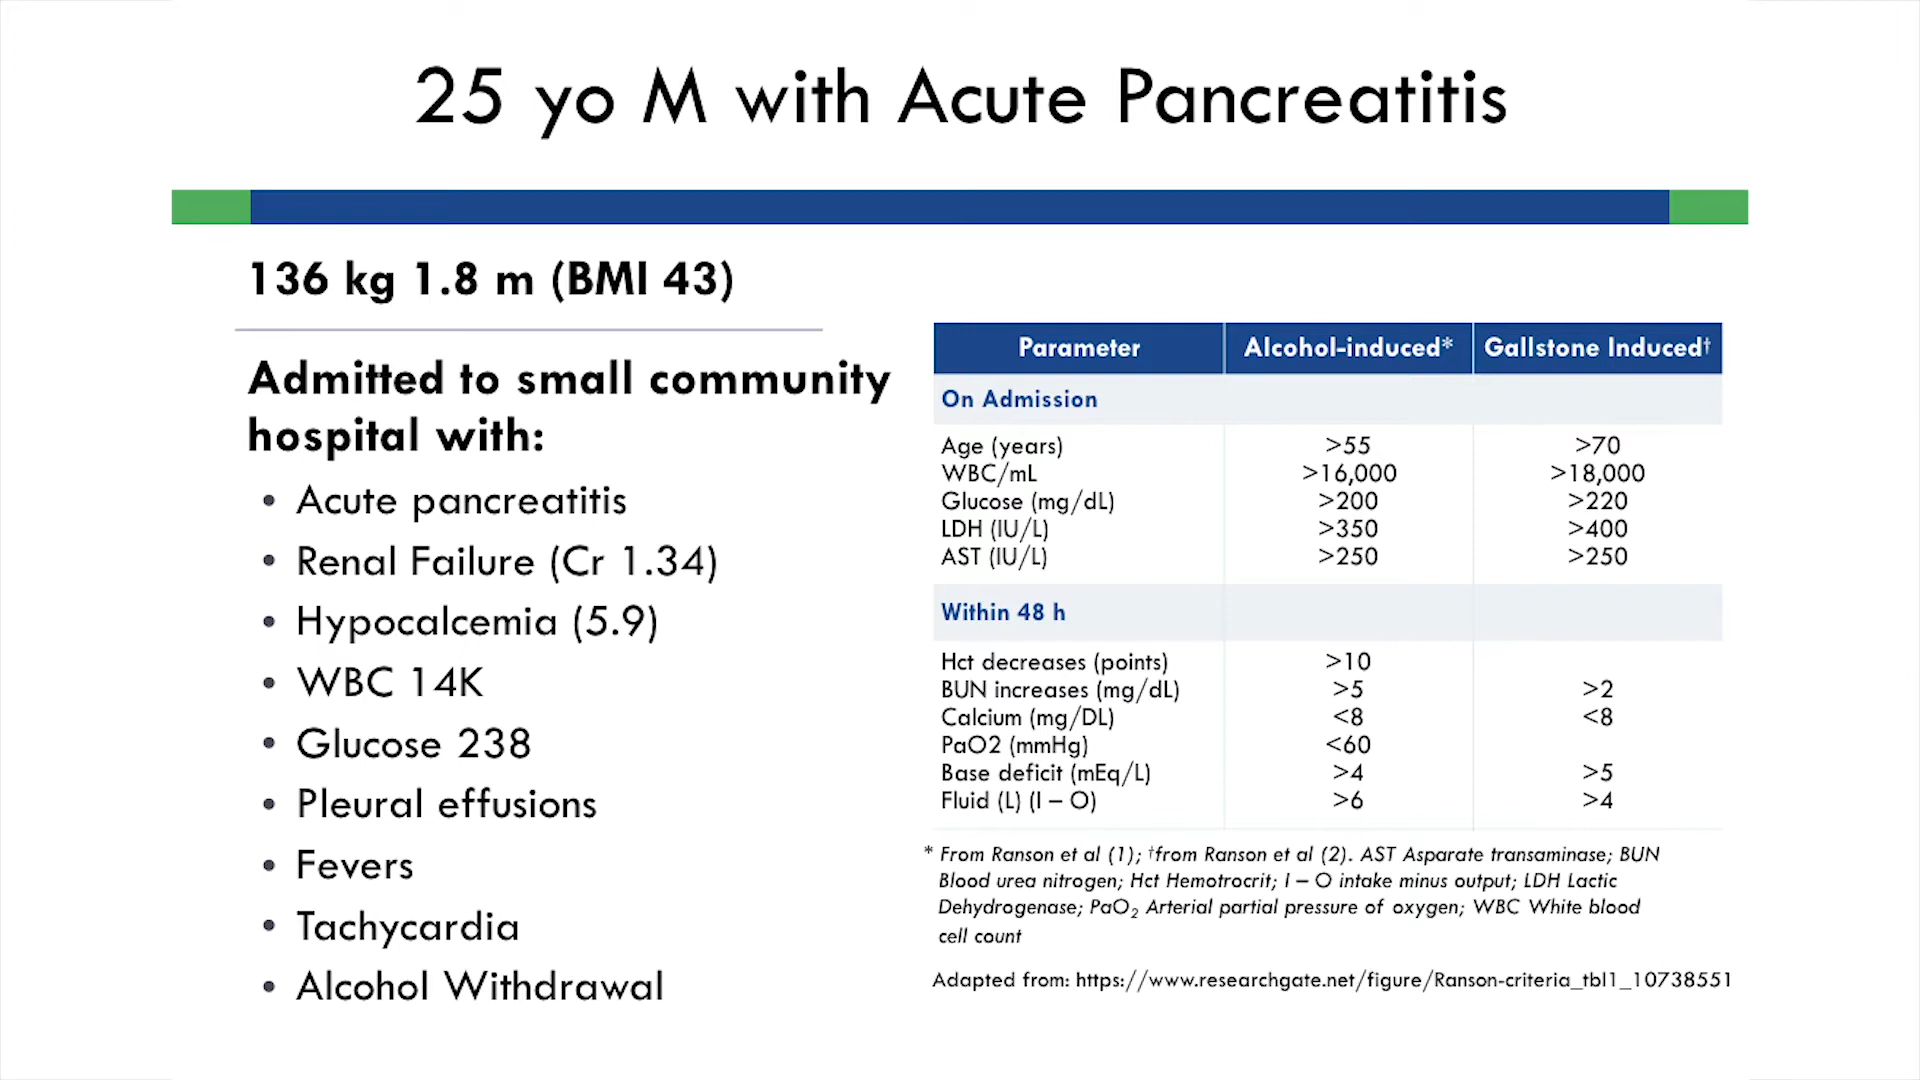 25 yo M with Acute Pancreatitis
136 kg 1.8 m (BMI 43)
Admitted to small community
hospital with:
• Acute pancreatitis
• Renal Failure (Cr 1.34)
• Hypocalcemia (5.9)
• WBC 14K
• Glucose 238
• Pleural effusions
• Fevers
• Tachycardia
• Alcohol Withdrawal
Parameter Alcohol-induced* Gallstone Induced†
On Admission
Age (years) >55 >70
WBC/mL >16,000 >18,000
Glucose (mg/dL) >200 >220
LDH (IU/L) >350 >400
AST (IU/L) >250 >250
Within 48 h
Hct decreases (points) >10
BUN increases (mg/dL) >5 >2
Calcium (mg/DL) <8 <8
PaO2 (mmHg) <60
Base deficit (mEq/L) >4 >5
Fluid (L) (I – O) >6 >4
* From Ranson et al (1); †from Ranson et al (2). AST Asparate transaminase; BUN
Blood urea nitrogen; Hct Hemotrocrit; I – O intake minus output; LDH Lactic
Dehydrogenase; PaO₂ Arterial partial pressure of oxygen; WBC White blood
cell count
Adapted from: https://www.researchgate.net/figure/Ranson-criteria_tbl1_10738551